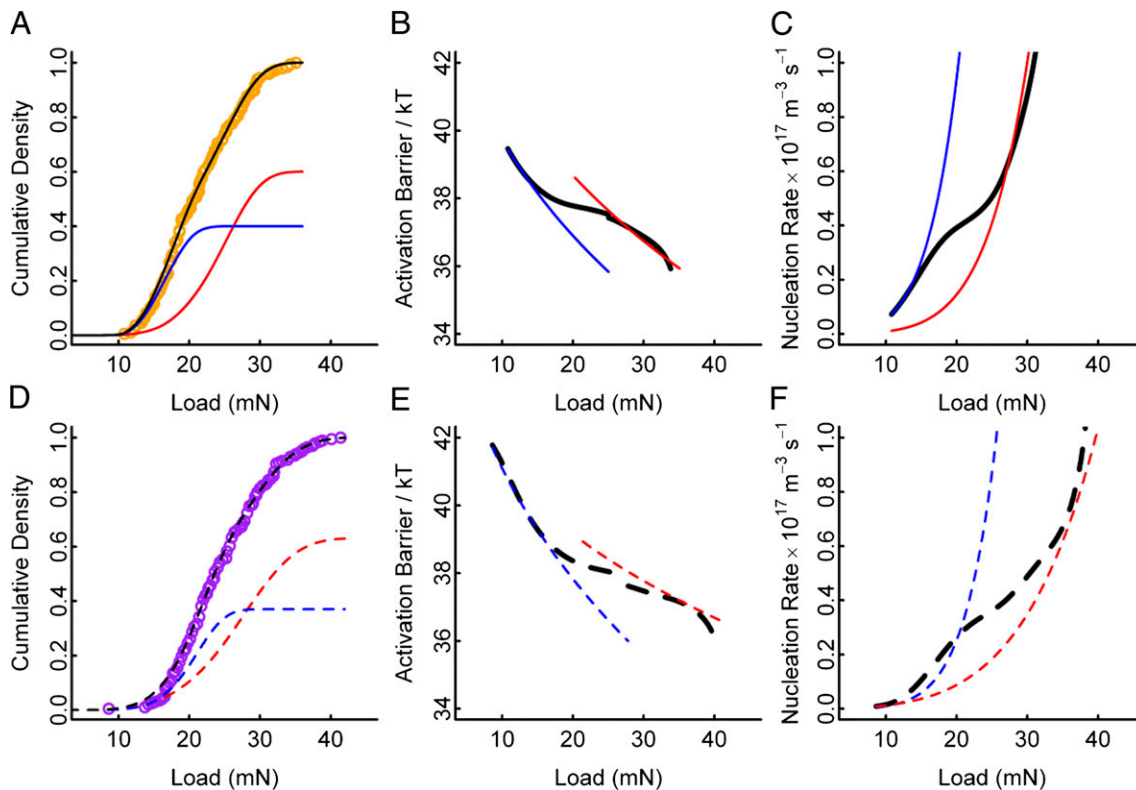 A
Cumulative Density
0.0 0.2 0.4 0.6 0.8 1.0
10 20 30 40
Load (mN)
B
Activation Barrier / kT
34 36 38 40 42
10 20 30 40
Load (mN)
C
Nucleation Rate × 10¹⁷ m⁻³ s⁻¹
0.0 0.2 0.4 0.6 0.8 1.0
10 20 30 40
Load (mN)
D
Cumulative Density
0.0 0.2 0.4 0.6 0.8 1.0
10 20 30 40
Load (mN)
E
Activation Barrier / kT
34 36 38 40 42
10 20 30 40
Load (mN)
F
Nucleation Rate × 10¹⁷ m⁻³ s⁻¹
0.0 0.2 0.4 0.6 0.8 1.0
10 20 30 40
Load (mN)